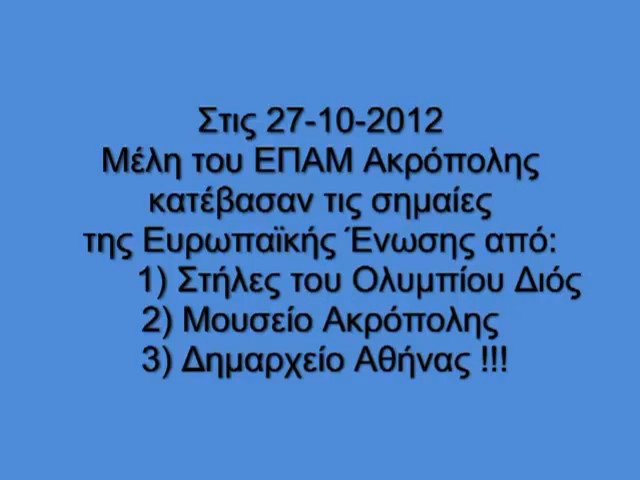 Στις 27-10-2012
Μέλη του ΕΠΑΜ Ακρόπολης
κατέβασαν τις σημαίες
της Ευρωπαϊκής Ένωσης από:
1) Στήλες του Ολυμπίου Διός
2) Μουσείο Ακρόπολης
3) Δημαρχείο Αθήνας !!!